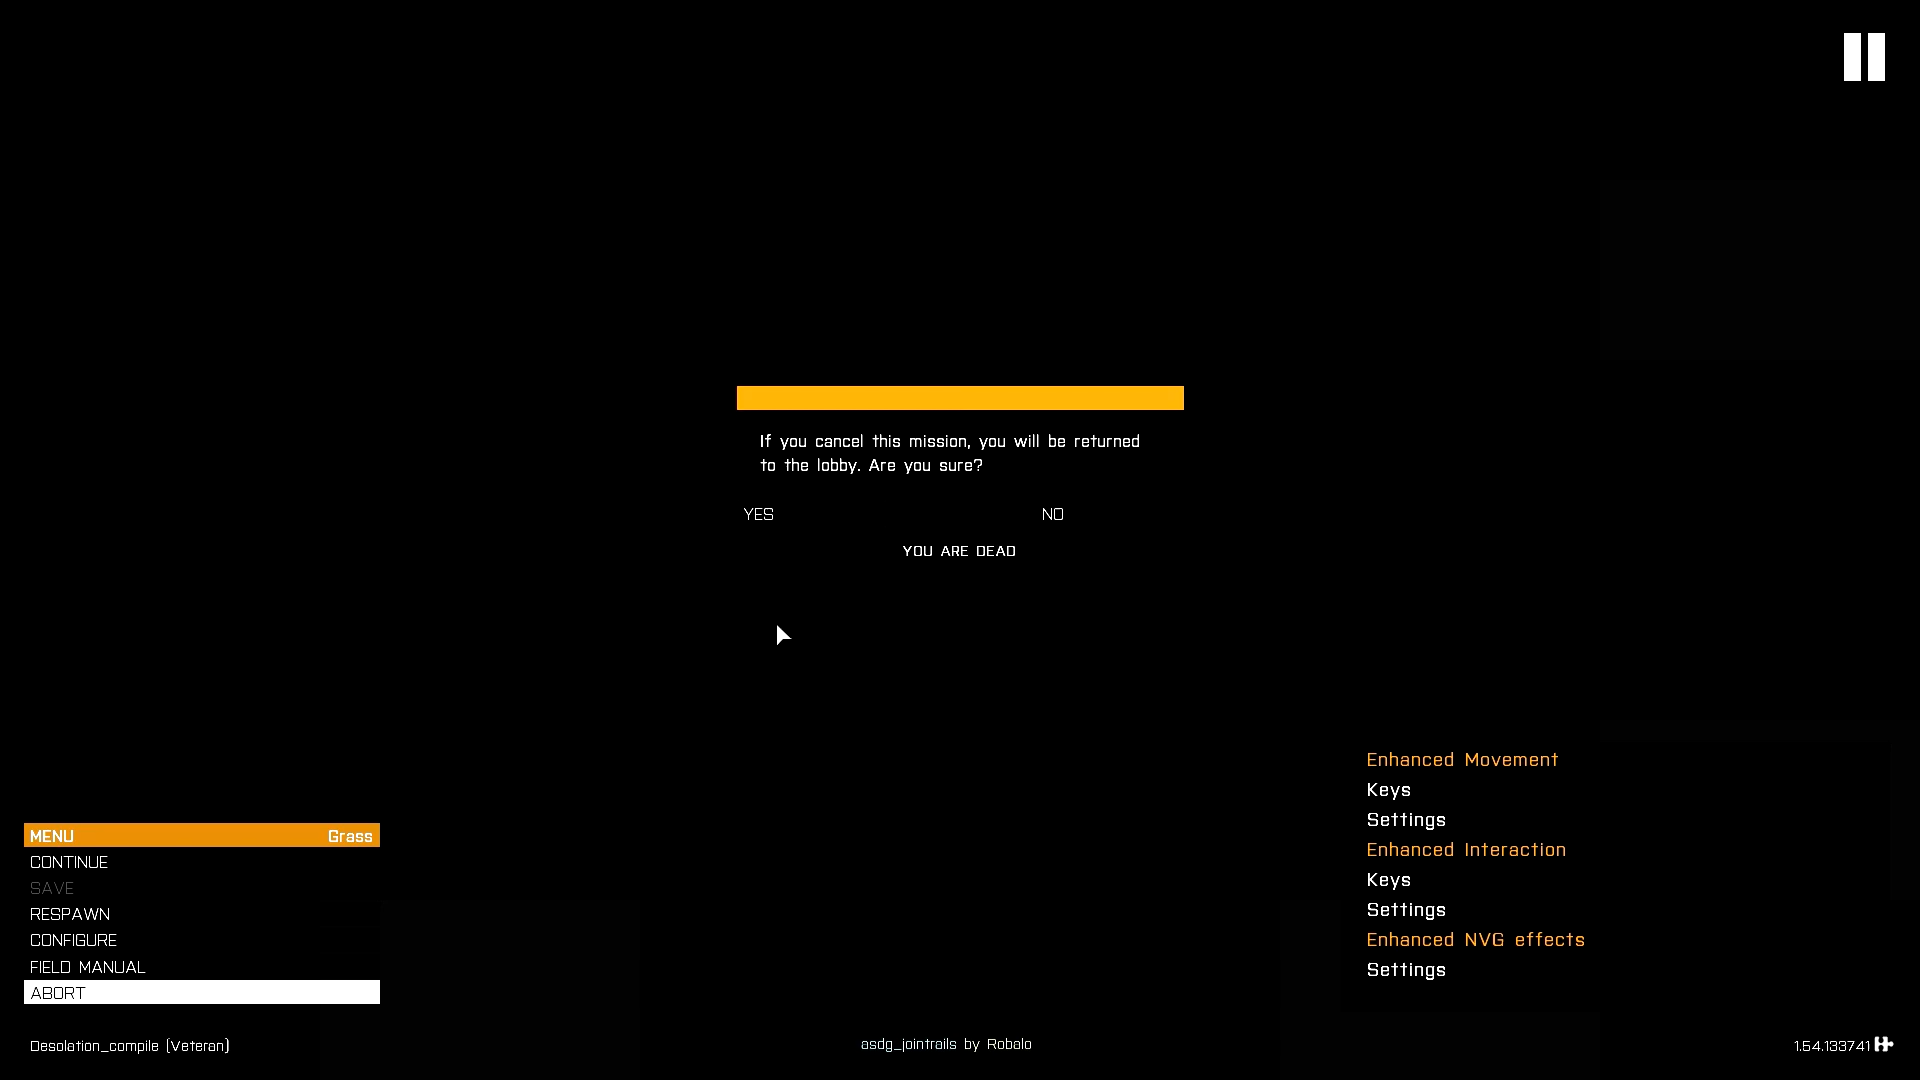 If you cancel this mission, you will be returned
to the lobby. Are you sure?
YES NO
YOU ARE DEAD
Enhanced Movement
Keys
Settings
Enhanced Interaction
Keys
Settings
Enhanced NVG effects
Settings
MENU Grass
CONTINUE
SAVE
RESPAWN
CONFIGURE
FIELD MANUAL
ABORT
Desolation_compile (Veteran)
asdg_jointrails by Robalo
1.54.133741